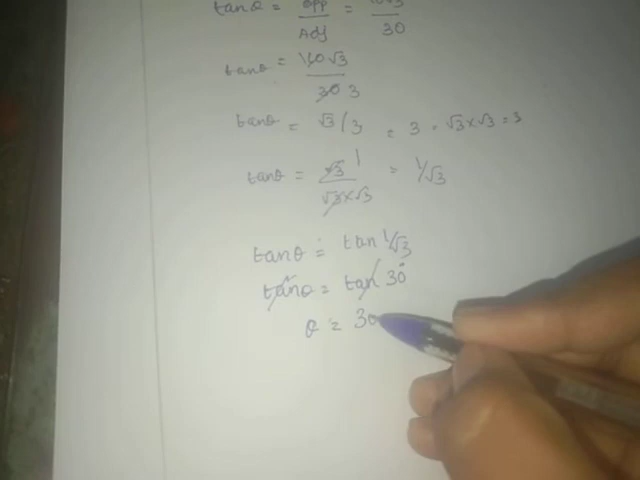 tanθ = opp/Adj = 10√3/30
tanθ = 10√3/30 3
tanθ = √3/3 = 3 = √3×√3 = 3
tanθ = √3 1/√3×√3 = 1/√3
tanθ = tan 1/√3
tanθ = tan 30°
θ = 30